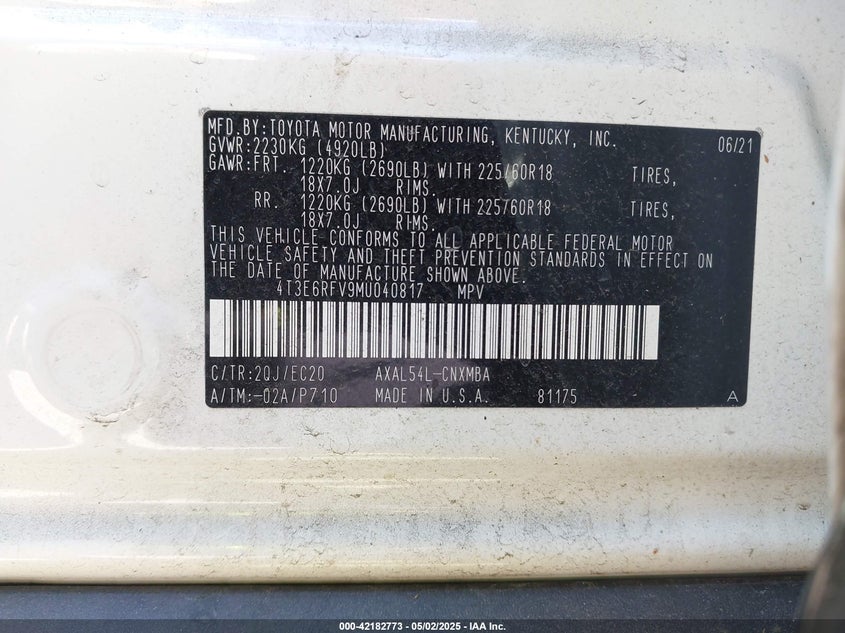 MFD.BY:TOYOTA MOTOR MANUFACTURING, KENTUCKY, INC. 06/21
GVWR:2230KG (4920LB)
GAWR:FRT. 1220KG (2690LB) WITH 225/60R18 TIRES,
18X7.0J RIMS.
RR. 1220KG (2690LB) WITH 225/60R18 TIRES,
18X7.0J RIMS.
THIS VEHICLE CONFORMS TO ALL APPLICABLE FEDERAL MOTOR
VEHICLE SAFETY AND THEFT PREVENTION STANDARDS IN EFFECT ON
THE DATE OF MANUFACTURE SHOWN ABOVE.
4T3E6RFV9MU040817 MPV
C/TR:2QJ/EC20 AXAL54L-CNXMBA
A/TM:-02A/P710 MADE IN U.S.A. 81175 A
000-42182773 - 05/02/2025 - IAA Inc.